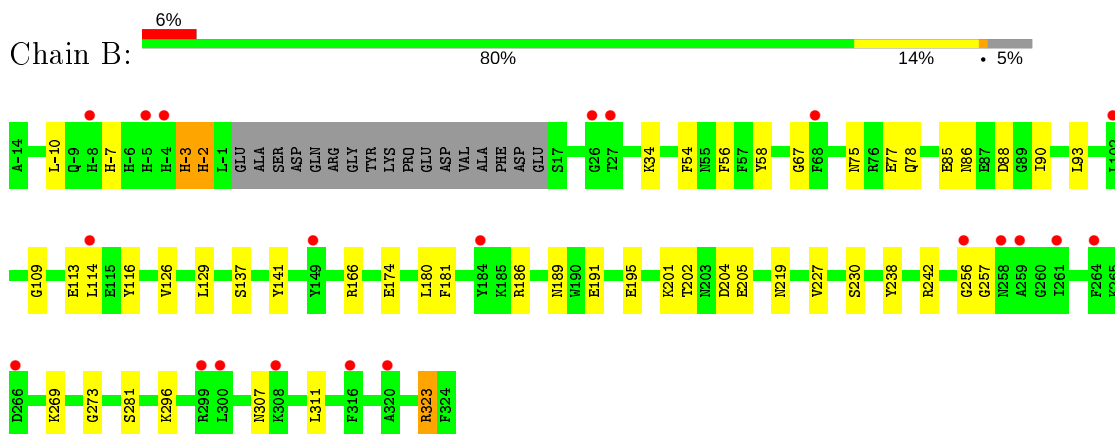 6%
Chain B:
80% 14% • 5%
A-14 L-10 Q-9 H-8 H-7 H-6 H-5 H-4 H-3 H-2 L-1 GLU ALA SER ASP GLN ARG GLY TYR LYS PRO GLU ASP VAL ALA PHE ASP GLU S17 G26 T27 K34 F54 N55 F56 F57 Y58 G67 F68 N75 R76 E77 Q78 E85 N86 E87 D88 G89 I90 L93
G109 E113 L114 E115 Y116 V126 L129 S137 Y141 Y149 R166 E174 L180 F181 Y184 K185 R186 N189 W190 E191 E195 K201 T202 N203 D204 E205 N219 V227 S230 Y238 R242 G256 G257 N258 A259 G260 I261 F264 K265
D266 K269 G273 S281 K296 R299 L300 N307 K308 L311 F316 A320 R323 F324